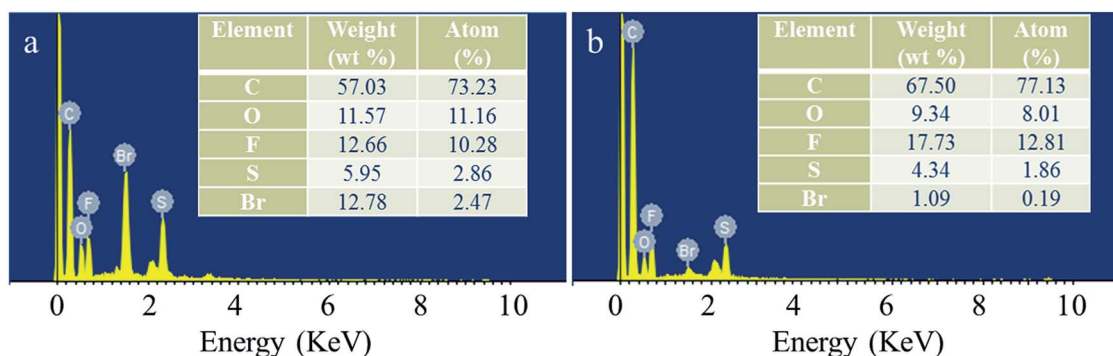 a
Element Weight (wt %) Atom (%)
C 57.03 73.23
O 11.57 11.16
F 12.66 10.28
S 5.95 2.86
Br 12.78 2.47
C
O
F
Br
S
0 2 4 6 8 10
Energy (KeV)
b
Element Weight (wt %) Atom (%)
C 67.50 77.13
O 9.34 8.01
F 17.73 12.81
S 4.34 1.86
Br 1.09 0.19
C
O
F
Br
S
0 2 4 6 8 10
Energy (KeV)